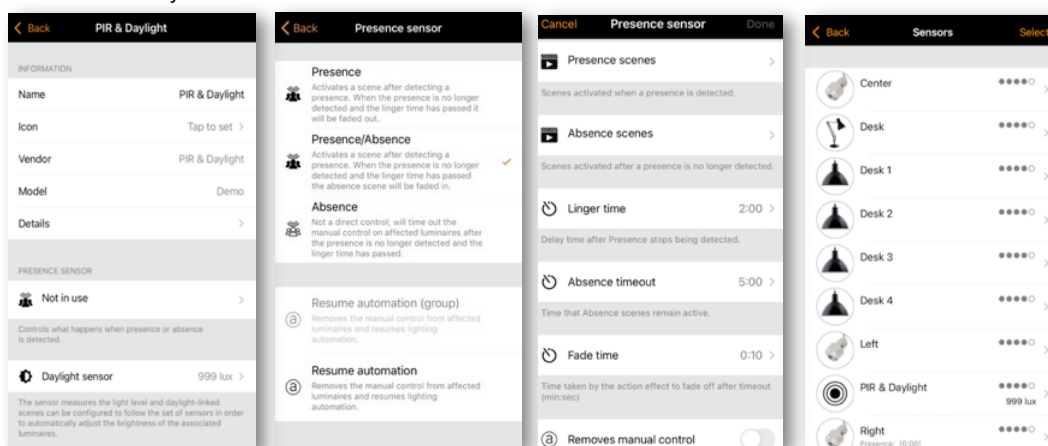 Back PIR & Daylight
INFORMATION
Name PIR & Daylight
Icon Tap to set
Vendor PIR & Daylight
Model Demo
Details
PRESENCE SENSOR
Not in use
Controls what happens when presence or absence
is detected.
Daylight sensor 999 lux
The sensor measures the light level and daylight-linked
scenes can be configured to follow the set of sensors in order
to automatically adjust the brightness of the associated
luminaires.
Back Presence sensor
Presence
Activates a scene after detecting a
presence. When the presence is no longer
detected and the linger time has passed it
will be faded out.
Presence/Absence
Activates a scene after detecting a
presence. When the presence is no longer
detected and the linger time has passed
the absence scene will be faded in.
Absence
Not a direct control; will time out the
manual control on affected luminaires after
the presence is no longer detected and the
linger time has passed.
Resume automation (group)
Removes the manual control from affected
luminaires and resumes lighting
automation.
Resume automation
Removes the manual control from affected
luminaires and resumes lighting
automation.
Cancel Presence sensor Done
Presence scenes
Scenes activated when a presence is detected.
Absence scenes
Scenes activated after a presence is no longer detected.
Linger time 2:00
Delay time after Presence stops being detected.
Absence timeout 5:00
Time that Absence scenes remain active.
Fade time 0:10
Time taken by the action effect to fade off after timeout
(min:sec)
Removes manual control
Back Sensors Select
Center
Desk
Desk 1
Desk 2
Desk 3
Desk 4
Left
PIR & Daylight
999 lux
Right
Presence: [0:00]